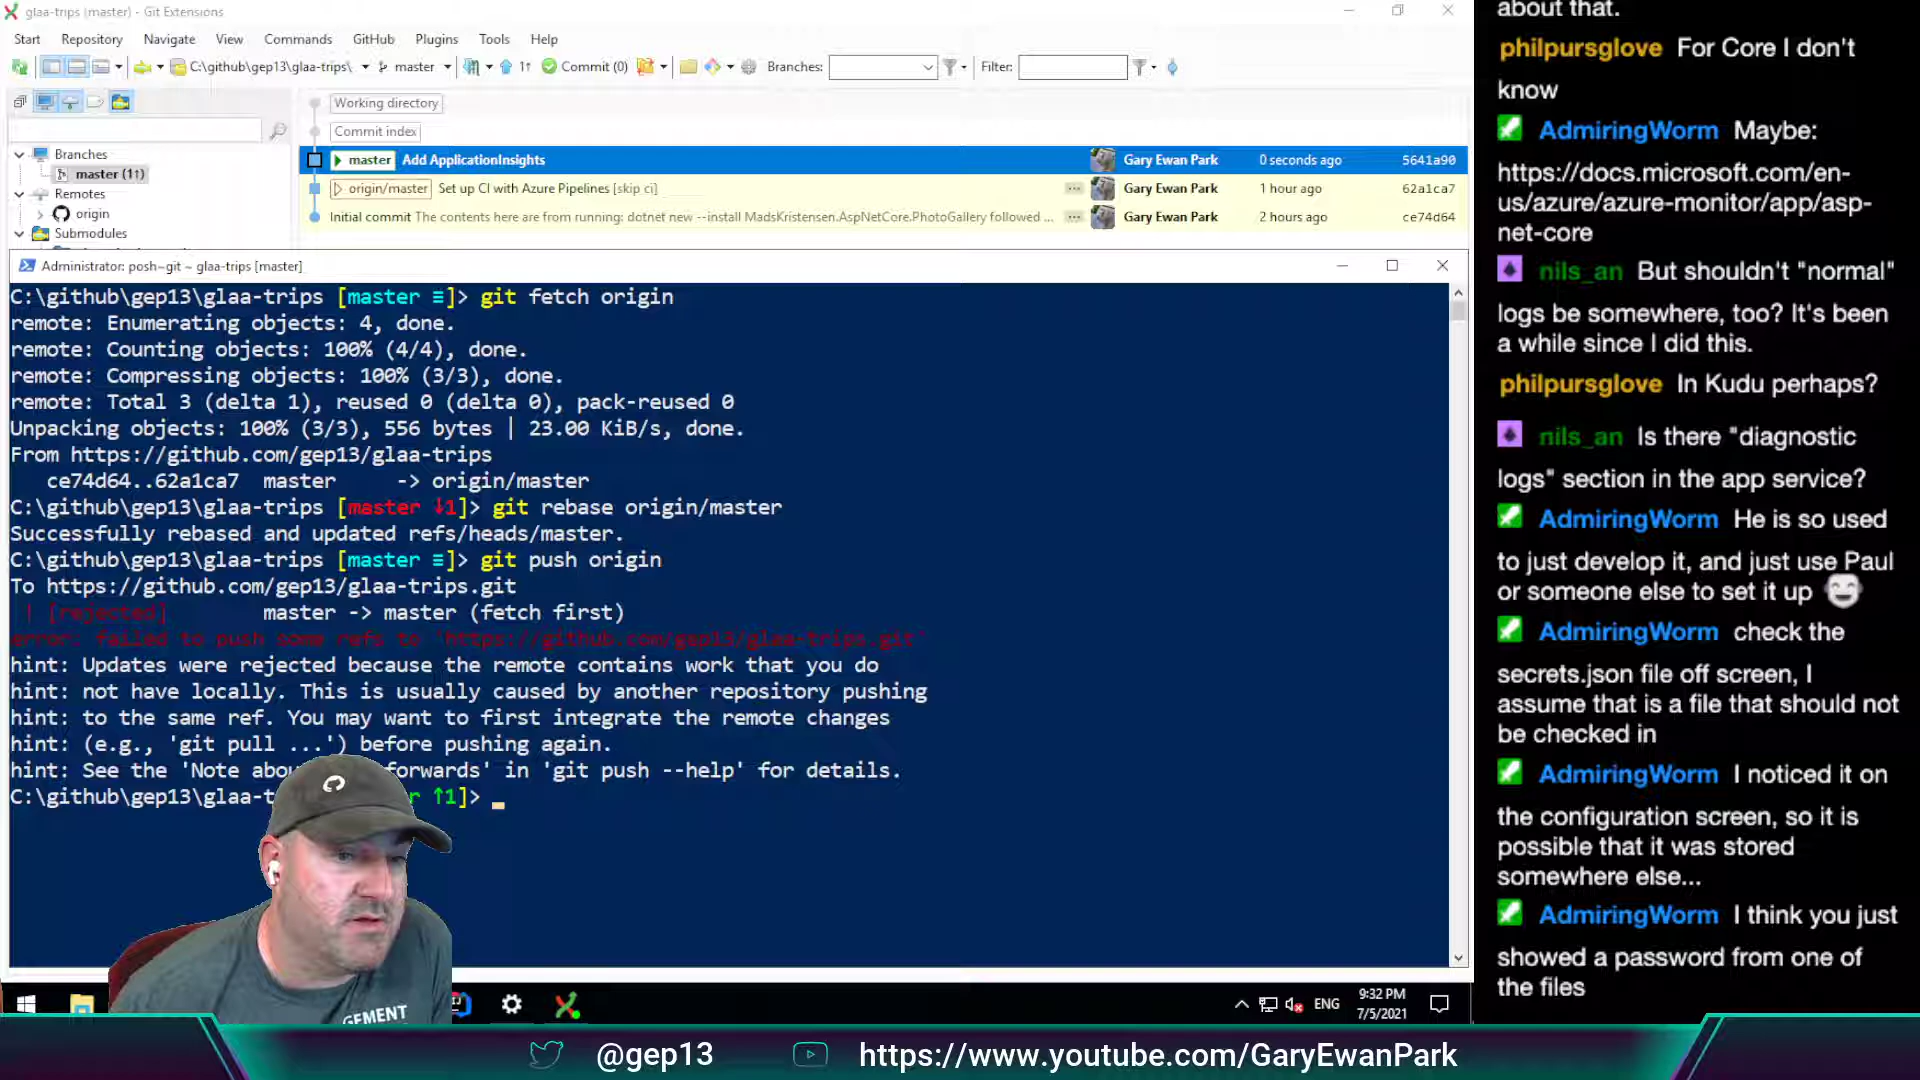 glaa-trips (master) - Git Extensions
Start Repository Navigate View Commands GitHub Plugins Tools Help
C:\github\gep13\glaa-trips\ master 1↑ Commit (0) Branches: Filter:
Working directory
Commit index
master Add ApplicationInsights Gary Ewan Park 0 seconds ago 5641a90
origin/master Set up CI with Azure Pipelines [skip ci] Gary Ewan Park 1 hour ago 62a1ca7
Initial commit The contents here are from running: dotnet new --install MadsKristensen.AspNetCore.PhotoGallery followed ... Gary Ewan Park 2 hours ago ce74d64
Branches
master (1↑)
Remotes
origin
Submodules
Administrator: posh~git ~ glaa-trips [master]
C:\github\gep13\glaa-trips [master ≡]> git fetch origin
remote: Enumerating objects: 4, done.
remote: Counting objects: 100% (4/4), done.
remote: Compressing objects: 100% (3/3), done.
remote: Total 3 (delta 1), reused 0 (delta 0), pack-reused 0
Unpacking objects: 100% (3/3), 556 bytes | 23.00 KiB/s, done.
From https://github.com/gep13/glaa-trips
ce74d64..62a1ca7 master -> origin/master
C:\github\gep13\glaa-trips [master ↓1]> git rebase origin/master
Successfully rebased and updated refs/heads/master.
C:\github\gep13\glaa-trips [master ≡]> git push origin
To https://github.com/gep13/glaa-trips.git
| [rejected] master -> master (fetch first)
error: failed to push some refs to 'https://github.com/gep13/glaa-trips.git'
hint: Updates were rejected because the remote contains work that you do
hint: not have locally. This is usually caused by another repository pushing
hint: to the same ref. You may want to first integrate the remote changes
hint: (e.g., 'git pull ...') before pushing again.
hint: See the 'Note abou forwards' in 'git push --help' for details.
C:\github\gep13\glaa-t r ↑1]>
GEMENT
ENG
9:32 PM
7/5/2021
@gep13 https://www.youtube.com/GaryEwanPark
about that.
philpursglove For Core I don't
know
AdmiringWorm Maybe:
https://docs.microsoft.com/en-
us/azure/azure-monitor/app/asp-
net-core
nils_an But shouldn't "normal"
logs be somewhere, too? It's been
a while since I did this.
philpursglove In Kudu perhaps?
nils_an Is there "diagnostic
logs" section in the app service?
AdmiringWorm He is so used
to just develop it, and just use Paul
or someone else to set it up
AdmiringWorm check the
secrets.json file off screen, I
assume that is a file that should not
be checked in
AdmiringWorm I noticed it on
the configuration screen, so it is
possible that it was stored
somewhere else...
AdmiringWorm I think you just
showed a password from one of
the files